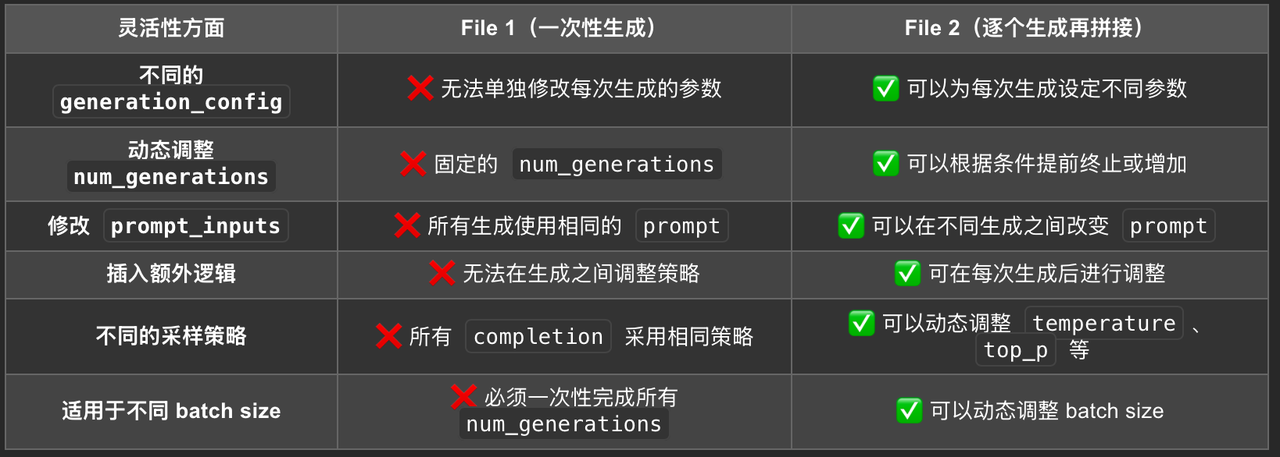 灵活性方面 File 1（一次性生成） File 2（逐个生成再拼接）
不同的
generation_config
❌ 无法单独修改每次生成的参数
✅ 可以为每次生成设定不同参数
动态调整
num_generations
❌ 固定的 num_generations
✅ 可以根据条件提前终止或增加
修改 prompt_inputs
❌ 所有生成使用相同的 prompt
✅ 可以在不同生成之间改变 prompt
插入额外逻辑
❌ 无法在生成之间调整策略
✅ 可在每次生成后进行调整
不同的采样策略
❌ 所有 completion 采用相同策略
✅ 可以动态调整 temperature 、
top_p 等
适用于不同 batch size
❌ 必须一次性完成所有
num_generations
✅ 可以动态调整 batch size